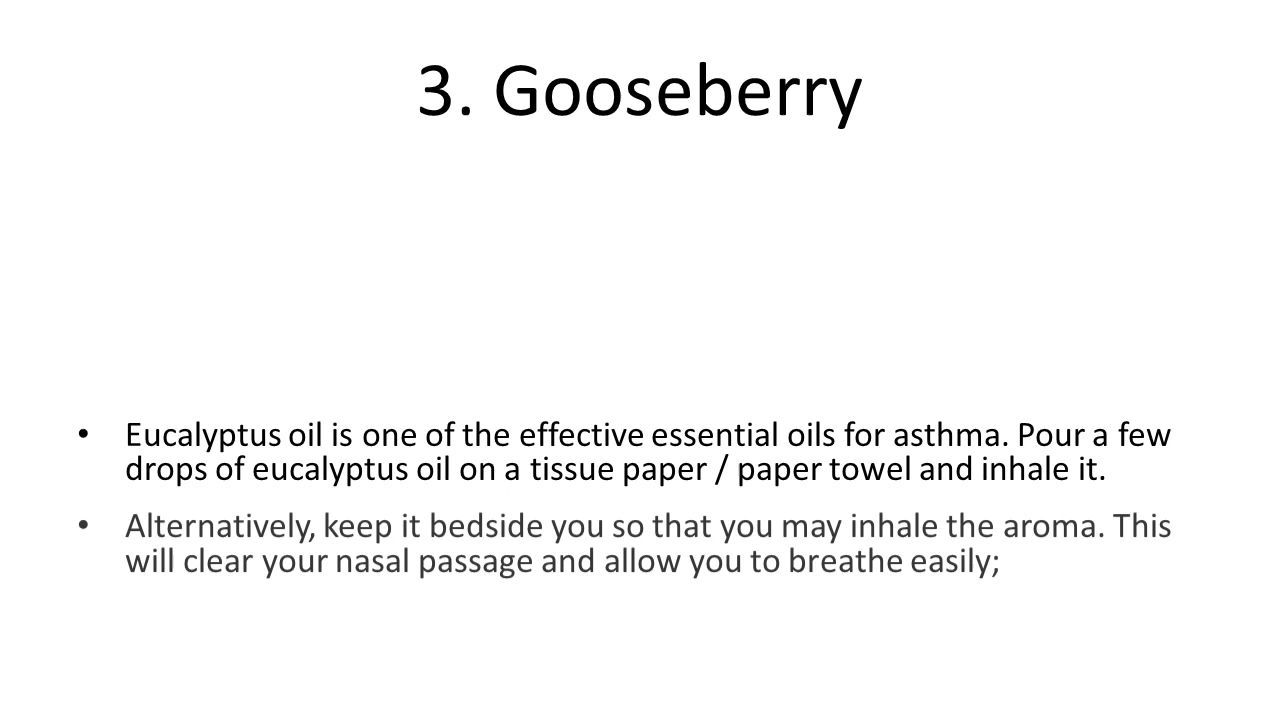 3. Gooseberry
• Eucalyptus oil is one of the effective essential oils for asthma. Pour a few
drops of eucalyptus oil on a tissue paper / paper towel and inhale it.
• Alternatively, keep it bedside you so that you may inhale the aroma. This
will clear your nasal passage and allow you to breathe easily;